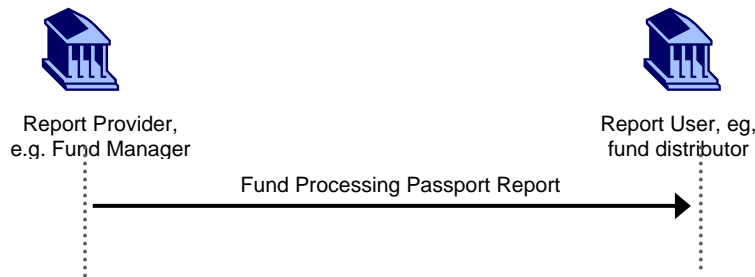 Report Provider,
e.g. Fund Manager
Report User, eg,
fund distributor
Fund Processing Passport Report